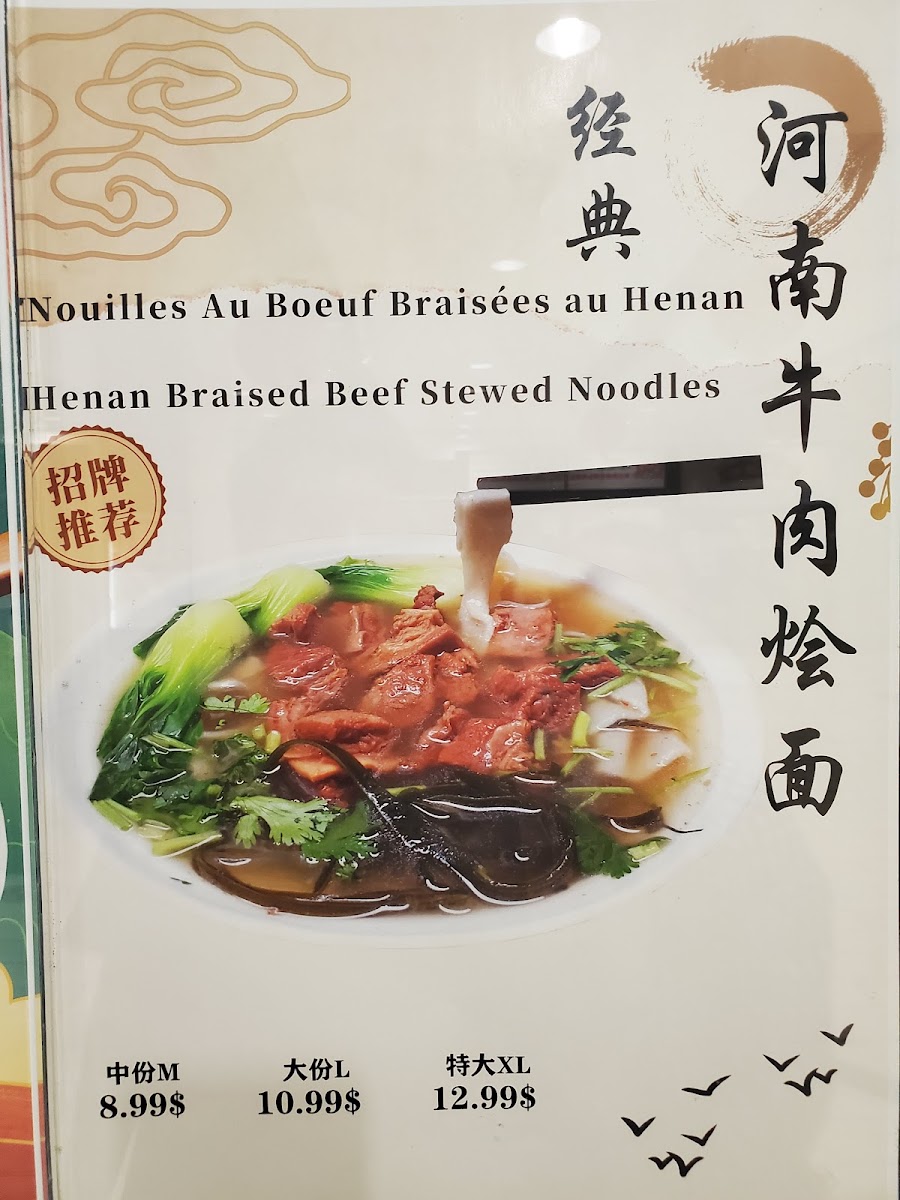 河南牛肉烩面
经典
Nouilles Au Boeuf Braisées au Henan
Henan Braised Beef Stewed Noodles
招牌
推荐
中份M
8.99$
大份L
10.99$
特大XL
12.99$